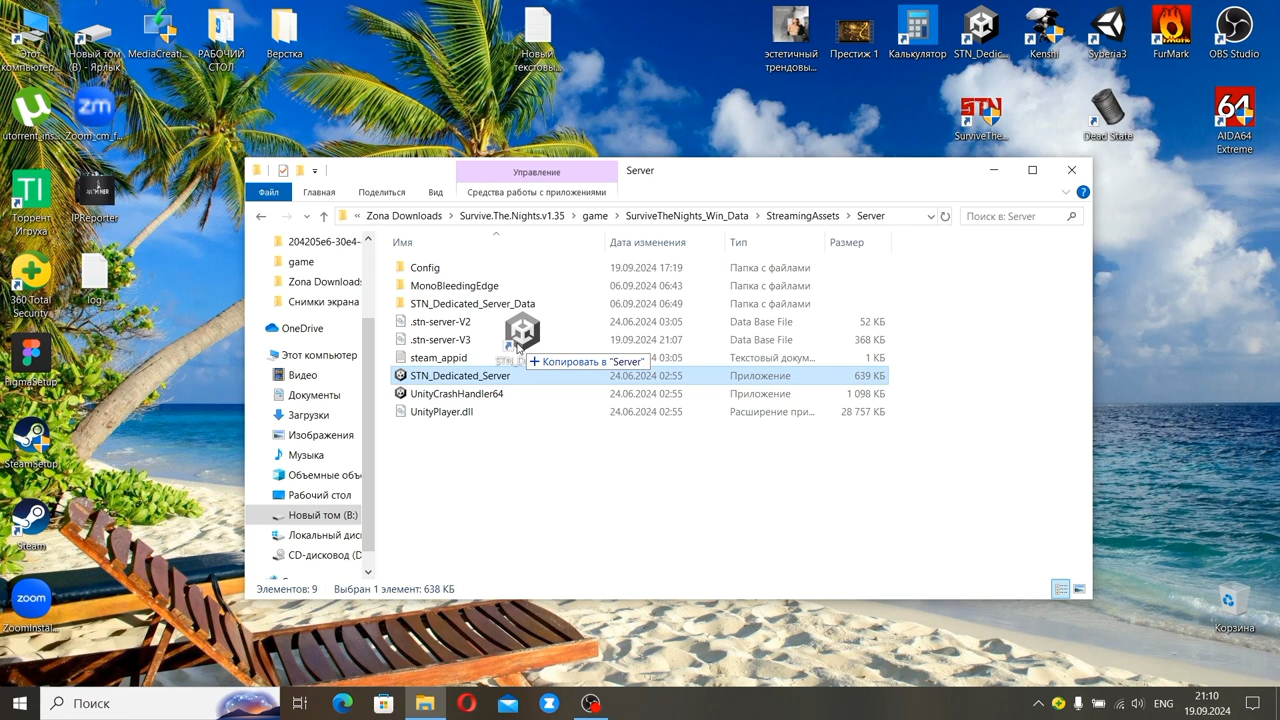 Этот
компьютер...
Новый том
(B) - Ярлык
MediaCreati...
РАБОЧИЙ
СТОЛ
Верстка
Новый
текстовы...
эстетичный
трендовы...
Престиж 1
Калькулятор
STN_Dedic...
Kenshi
Syberia3
FurMark
OBS Studio
utorrent_ins...
Zoom_cm_f...
SurviveThe...
Dead State
AIDA64
Extreme
Торрент
Игруха
IPReporter
360 Total
Security
log
FigmaSetup
SteamSetup
Steam
ZoomInstal...
Корзина
Управление
Server
Файл
Главная
Поделиться
Вид
Средства работы с приложениями
« Zona Downloads > Survive.The.Nights.v1.35 > game > SurviveTheNights_Win_Data > StreamingAssets > Server
Поиск в: Server
204205e6-30e4-
game
Zona Downloads
Снимки экрана
OneDrive
Этот компьютер
Видео
Документы
Загрузки
Изображения
Музыка
Объемные объ
Рабочий стол
Новый том (B:)
Локальный дис
CD-дисковод (D
Имя Дата изменения Тип Размер
Config 19.09.2024 17:19 Папка с файлами
MonoBleedingEdge 06.09.2024 06:43 Папка с файлами
STN_Dedicated_Server_Data 06.09.2024 06:49 Папка с файлами
.stn-server-V2 24.06.2024 03:05 Data Base File 52 КБ
.stn-server-V3 19.09.2024 21:07 Data Base File 368 КБ
steam_appid 4 03:05 Текстовый докум... 1 КБ
Копировать в "Server"
STN_Dedicated_Server 24.06.2024 02:55 Приложение 639 КБ
UnityCrashHandler64 24.06.2024 02:55 Приложение 1 098 КБ
UnityPlayer.dll 24.06.2024 02:55 Расширение при... 28 757 КБ
Элементов: 9 Выбран 1 элемент: 638 КБ
Поиск
ENG
21:10
19.09.2024